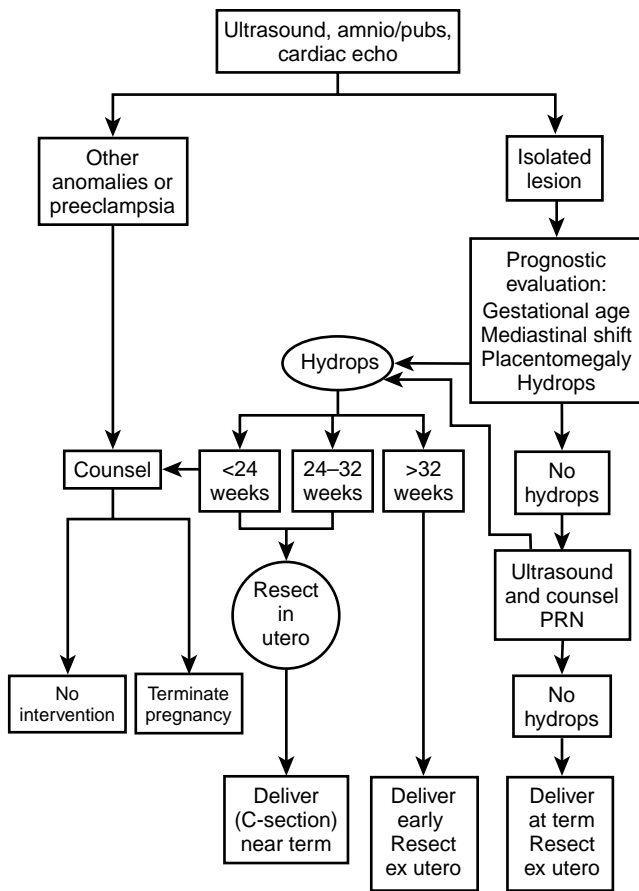 Ultrasound, amnio/pubs,
cardiac echo
Other
anomalies or
preeclampsia
Isolated
lesion
Prognostic
evaluation:
Gestational age
Mediastinal shift
Placentomegaly
Hydrops
Hydrops
Counsel
<24
weeks
24–32
weeks
>32
weeks
No
hydrops
Resect
in
utero
Ultrasound
and counsel
PRN
No
intervention
Terminate
pregnancy
No
hydrops
Deliver
(C-section)
near term
Deliver
early
Resect
ex utero
Deliver
at term
Resect
ex utero